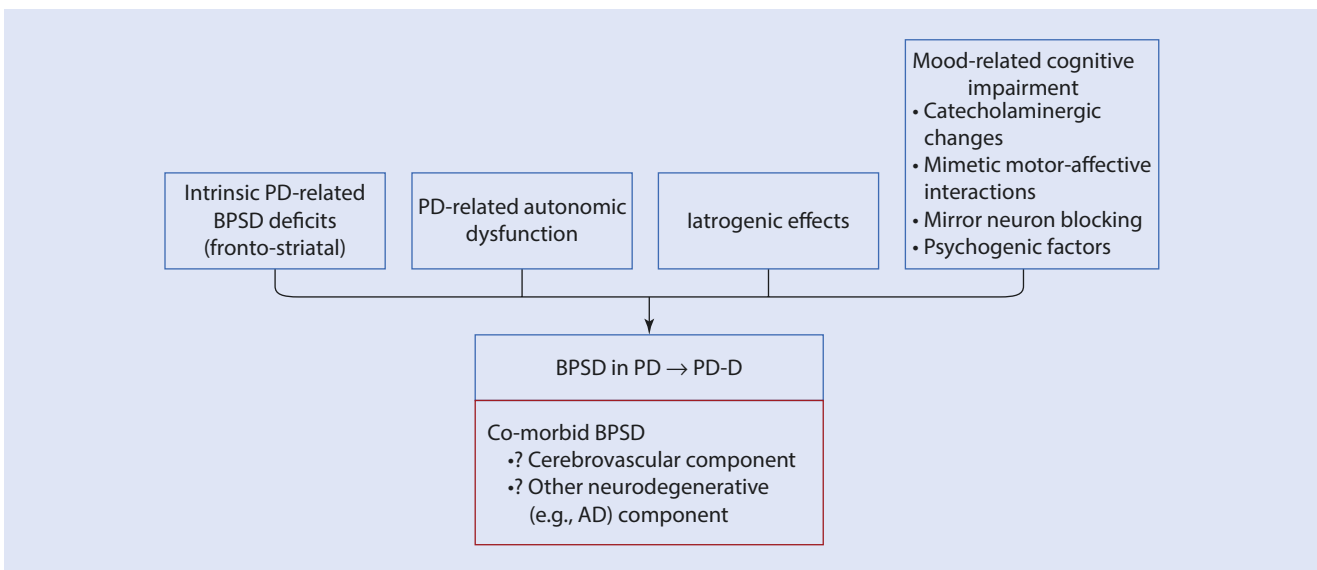 Intrinsic PD-related
BPSD deficits
(fronto-striatal)
PD-related autonomic
dysfunction
Iatrogenic effects
Mood-related cognitive
impairment
• Catecholaminergic
changes
• Mimetic motor-affective
interactions
• Mirror neuron blocking
• Psychogenic factors
BPSD in PD → PD-D
Co-morbid BPSD
•? Cerebrovascular component
•? Other neurodegenerative
(e.g., AD) component